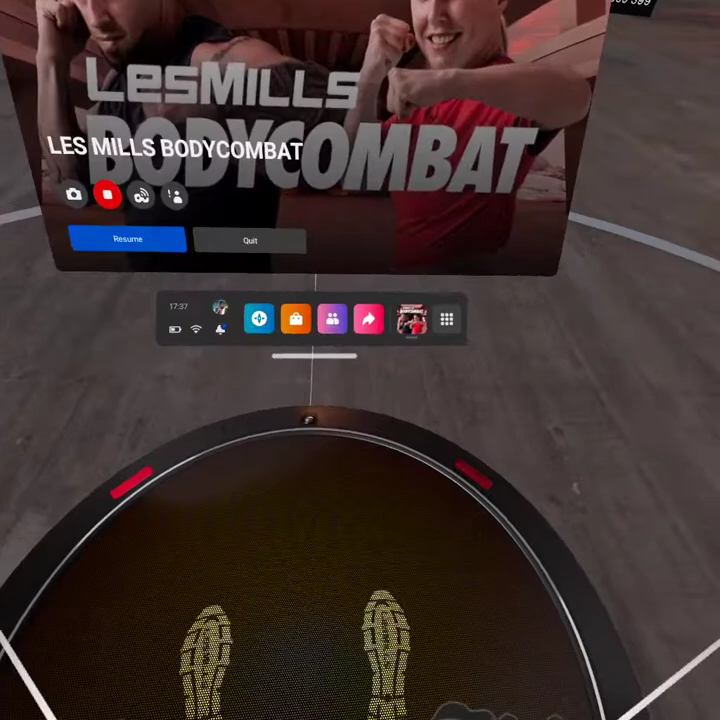 LESMILLS
BODYCOMBAT
LES MILLS BODYCOMBAT
Resume
Quit
17:37